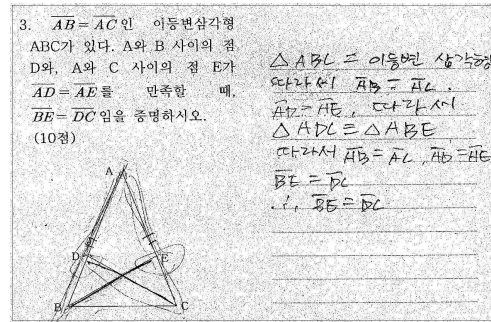 3. AB = AC 인 이등변삼각형
ABC가 있다. A와 B 사이의 점
D와, A와 C 사이의 점 E가
AD = AE를 만족할 때,
BE = DC임을 증명하시오.
(10점)
A
D
E
B
C
△ABC = 이등변 삼각형
따라서 AB = AC.
AD = AE, 따라서
△ADC ≡ △ABE
따라서 AB = AC, AD = AE
BE = DC
∴ BE = DC